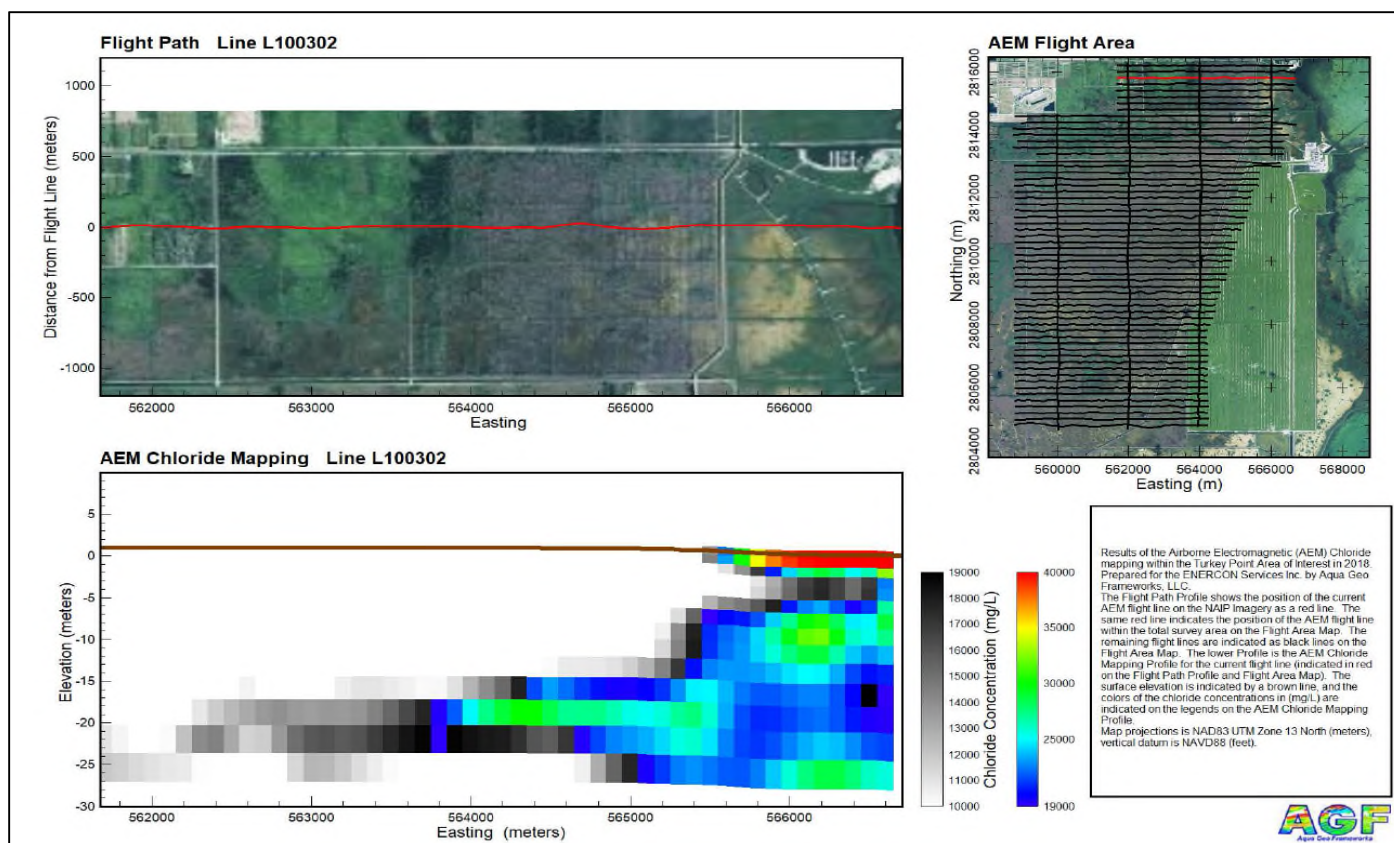 Flight Path Line L100302
1000
500
0
-500
-1000
Distance from Flight Line (meters)
562000 563000 564000 565000 566000
Easting
AEM Flight Area
2816000
2814000
2812000
2810000
2808000
2806000
2804000
Northing (m)
560000 562000 564000 566000 568000
Easting (m)
AEM Chloride Mapping Line L100302
5
0
-5
-10
-15
-20
-25
-30
Elevation (meters)
562000 563000 564000 565000 566000
Easting (meters)
19000
18000
17000
16000
15000
14000
13000
12000
11000
10000
Chloride Concentration (mg/L)
40000
35000
30000
25000
19000
Results of the Airborne Electromagnetic (AEM) Chloride
mapping within the Turkey Point Area of Interest in 2018.
Prepared for the ENERCON Services Inc. by Aqua Geo
Frameworks, LLC.
The Flight Path Profile shows the position of the current
AEM flight line on the NAIP Imagery as a red line. The
same red line indicates the position of the AEM flight line
within the total survey area on the Flight Area Map. The
remaining flight lines are indicated as black lines on the
Flight Area Map. The lower Profile is the AEM Chloride
Mapping Profile for the current flight line (indicated in red
on the Flight Path Profile and Flight Area Map). The
surface elevation is indicated by a brown line, and the
colors of the chloride concentrations in (mg/L) are
indicated on the legends on the AEM Chloride Mapping
Profile.
Map projections is NAD83 UTM Zone 13 North (meters),
vertical datum is NAVD88 (feet).
AGF
Aqua Geo Frameworks